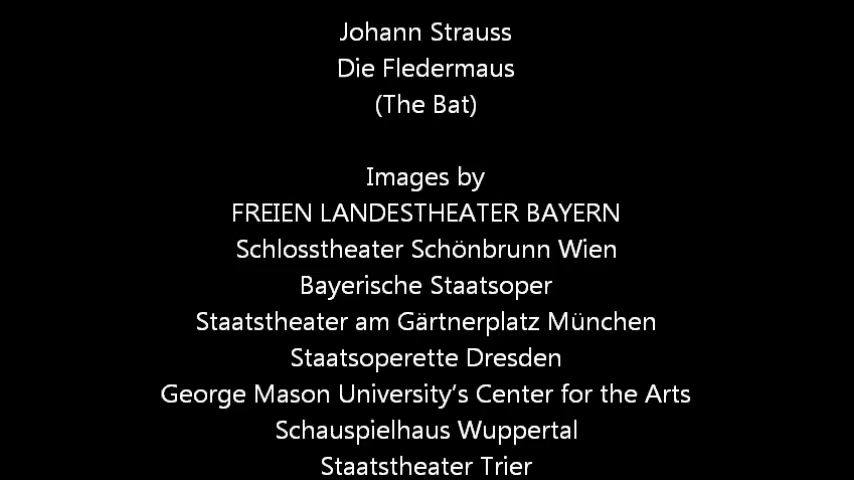 Johann Strauss
Die Fledermaus
(The Bat)
Images by
FREIEN LANDESTHEATER BAYERN
Schlosstheater Schönbrunn Wien
Bayerische Staatsoper
Staatstheater am Gärtnerplatz München
Staatsoperette Dresden
George Mason University’s Center for the Arts
Schauspielhaus Wuppertal
Staatstheater Trier